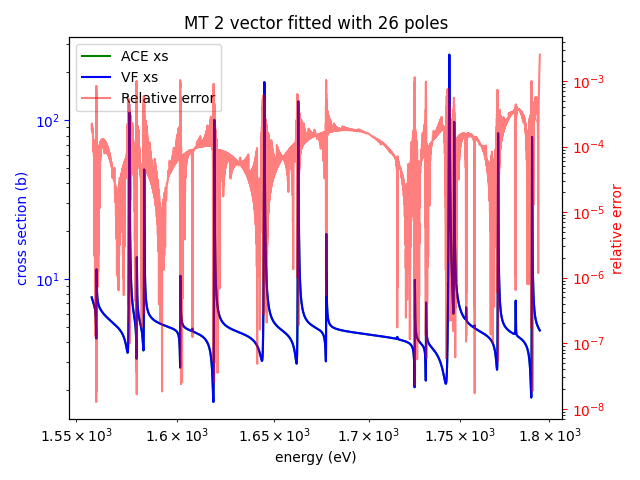 MT 2 vector fitted with 26 poles
ACE xs
VF xs
Relative error
cross section (b)
10²
10¹
10⁻³
10⁻⁴
10⁻⁵
10⁻⁶
10⁻⁷
10⁻⁸
relative error
1.55 × 10³ 1.6 × 10³ 1.65 × 10³ 1.7 × 10³ 1.75 × 10³ 1.8 × 10³
energy (eV)